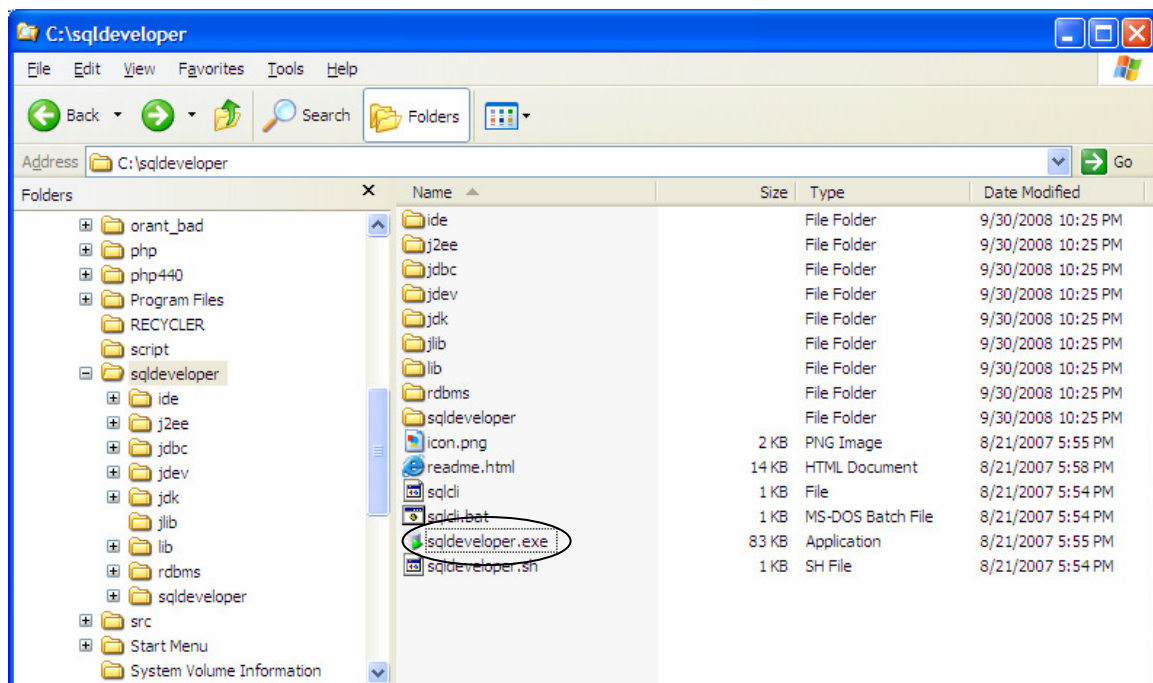 C:\sqldeveloper
File Edit View Favorites Tools Help
Back Search Folders
Address C:\sqldeveloper Go
Folders X
orant_bad
php
php440
Program Files
RECYCLER
script
sqldeveloper
ide
j2ee
jdbc
jdev
jdk
jlib
lib
rdbms
sqldeveloper
src
Start Menu
System Volume Information
Name Size Type Date Modified
ide File Folder 9/30/2008 10:25 PM
j2ee File Folder 9/30/2008 10:25 PM
jdbc File Folder 9/30/2008 10:25 PM
jdev File Folder 9/30/2008 10:25 PM
jdk File Folder 9/30/2008 10:25 PM
jlib File Folder 9/30/2008 10:25 PM
lib File Folder 9/30/2008 10:25 PM
rdbms File Folder 9/30/2008 10:25 PM
sqldeveloper File Folder 9/30/2008 10:25 PM
icon.png 2 KB PNG Image 8/21/2007 5:55 PM
readme.html 14 KB HTML Document 8/21/2007 5:58 PM
sqlcli 1 KB File 8/21/2007 5:54 PM
sqlcli.bat 1 KB MS-DOS Batch File 8/21/2007 5:54 PM
sqldeveloper.exe 83 KB Application 8/21/2007 5:55 PM
sqldeveloper.sh 1 KB SH File 8/21/2007 5:54 PM